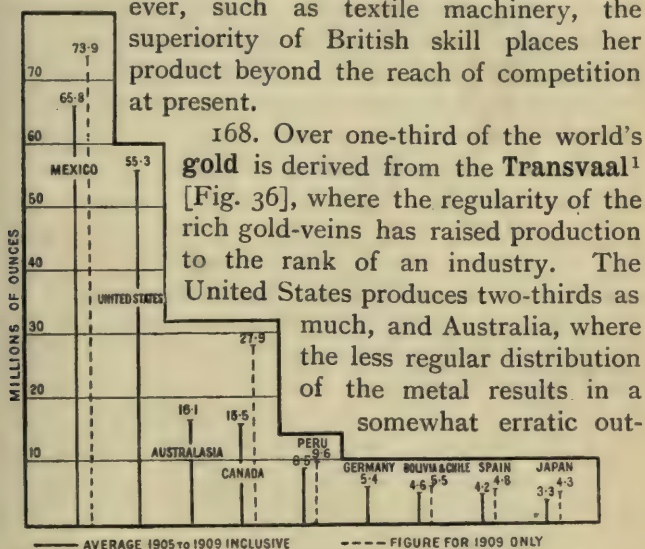 ever, such as textile machinery, the
superiority of British skill places her
product beyond the reach of competition
at present.
168. Over one-third of the world's
gold is derived from the Transvaal¹
[Fig. 36], where the regularity of the
rich gold-veins has raised production
to the rank of an industry. The
United States produces two-thirds as
much, and Australia, where
the less regular distribution
of the metal results in a
somewhat erratic out-
MILLIONS OF OUNCES
70
60
50
40
30
20
10
65·8
73·9
MEXICO
55·3
UNITED STATES
16·1
AUSTRALASIA
15·5
27·9
CANADA
PERU
8·5
9·6
GERMANY
5·4
BOLIVIA & CHILE
4·6
5·5
SPAIN
4·2
4·8
JAPAN
3·3
4·3
AVERAGE 1905 TO 1909 INCLUSIVE
FIGURE FOR 1909 ONLY